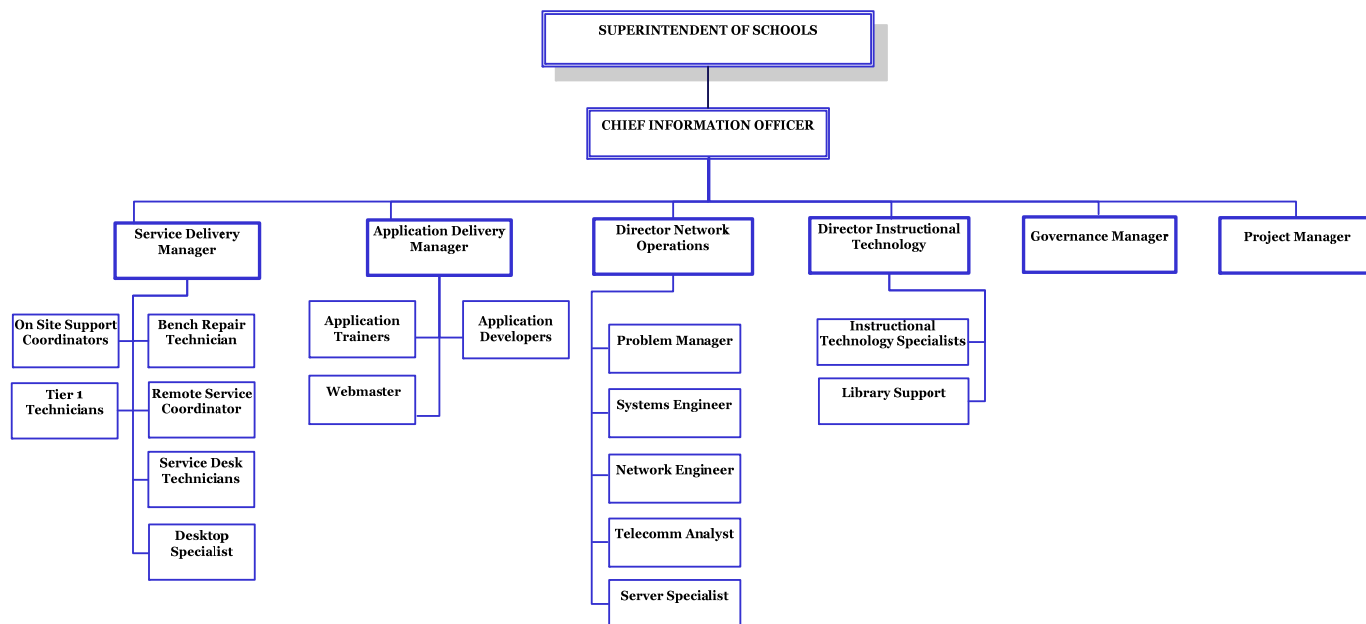 SUPERINTENDENT OF SCHOOLS
CHIEF INFORMATION OFFICER
Service Delivery
Manager
Application Delivery
Manager
Director Network
Operations
Director Instructional
Technology
Governance Manager
Project Manager
On Site Support
Coordinators
Bench Repair
Technician
Tier 1
Technicians
Remote Service
Coordinator
Service Desk
Technicians
Desktop
Specialist
Application
Trainers
Application
Developers
Webmaster
Problem Manager
Systems Engineer
Network Engineer
Telecomm Analyst
Server Specialist
Instructional
Technology Specialists
Library Support